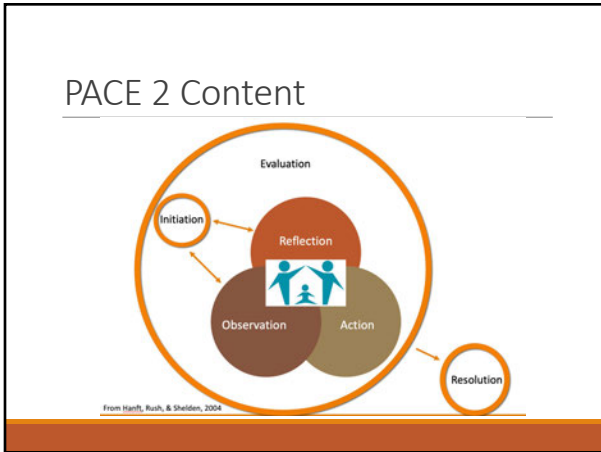 PACE 2 Content
Evaluation
Initiation
Reflection
Observation
Action
Resolution
From Hanft, Rush, & Shelden, 2004